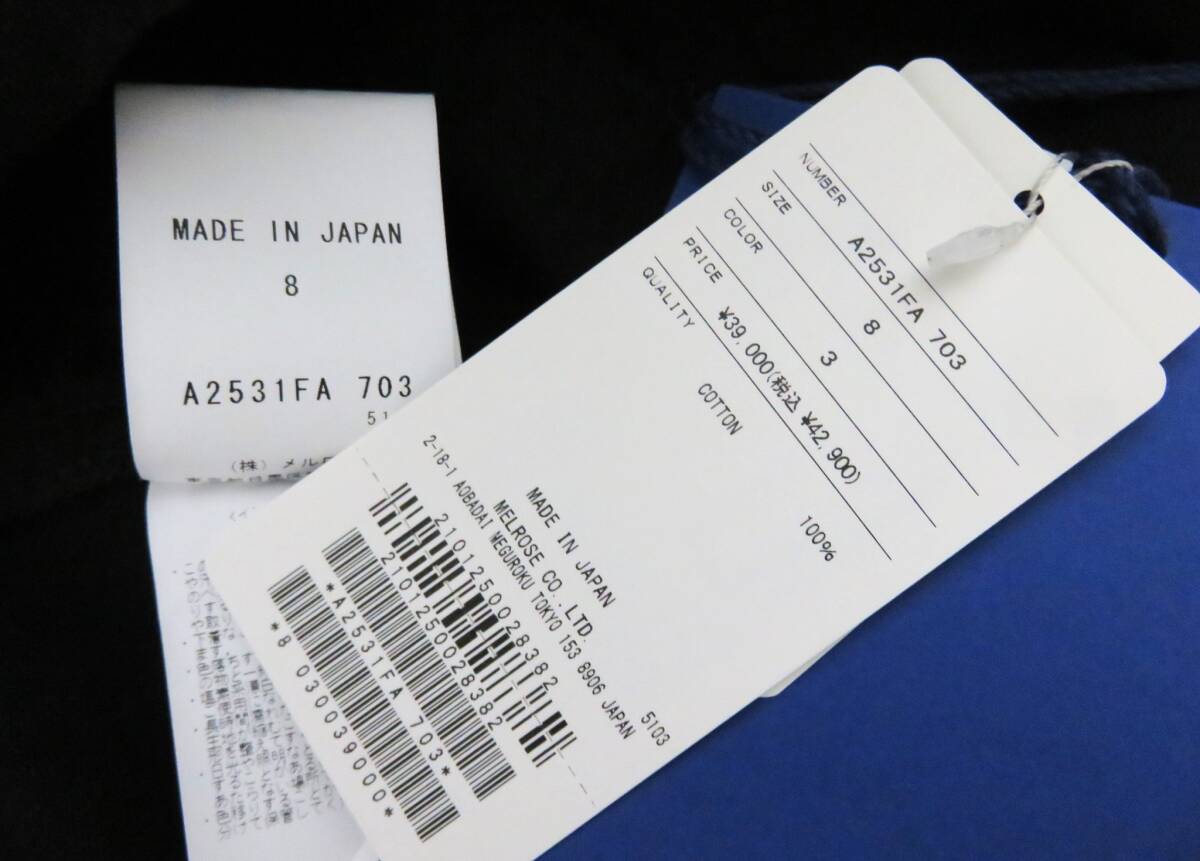 MADE IN JAPAN
8
A2531FA 703
51
(株) メル
NUMBER A2531FA 703
SIZE 8
COLOR 3
PRICE ¥39,000(税込 ¥42,900)
QUALITY
COTTON 100%
MADE IN JAPAN
MELROSE CO., LTD. 5103
2-18-1 AOBADAI MEGUROKU TOKYO 153 8906 JAPAN
2101250028382
2101250028382
*A2531FA 703*
*8 030039000*